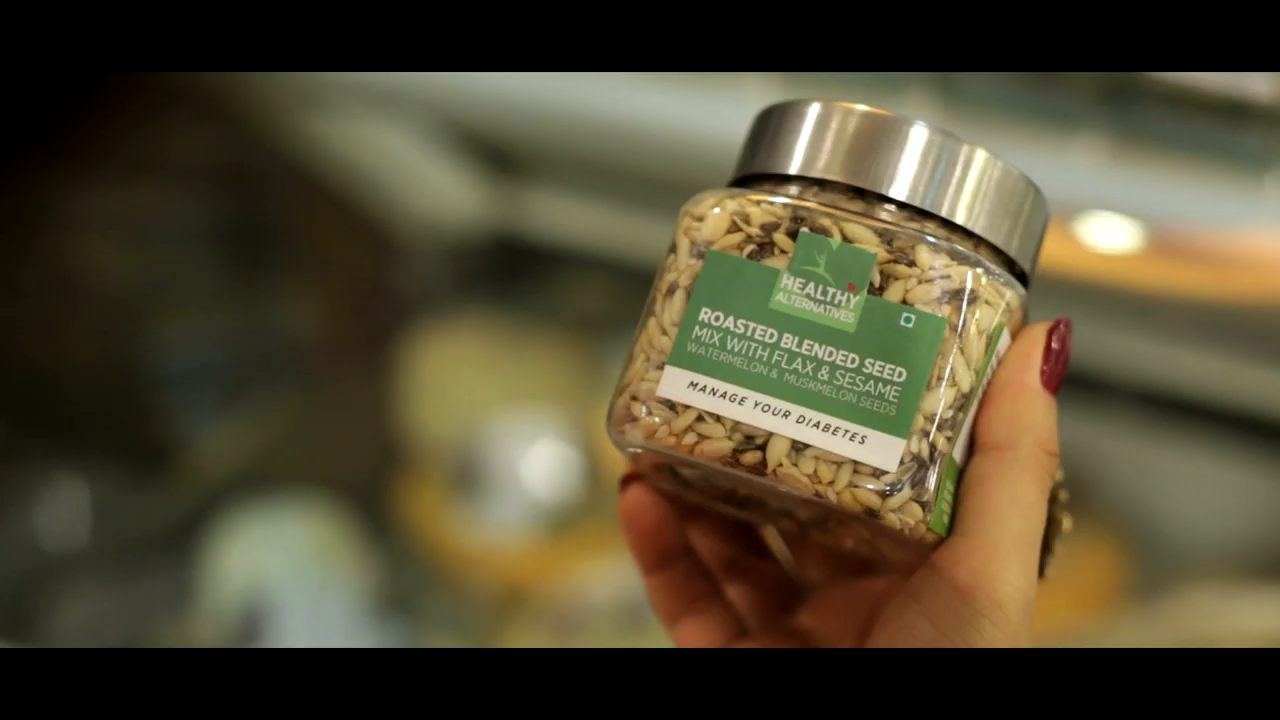 HEALTHY
ALTERNATIVES
ROASTED BLENDED SEED
MIX WITH FLAX & SESAME
WATERMELON & MUSKMELON SEEDS
MANAGE YOUR DIABETES